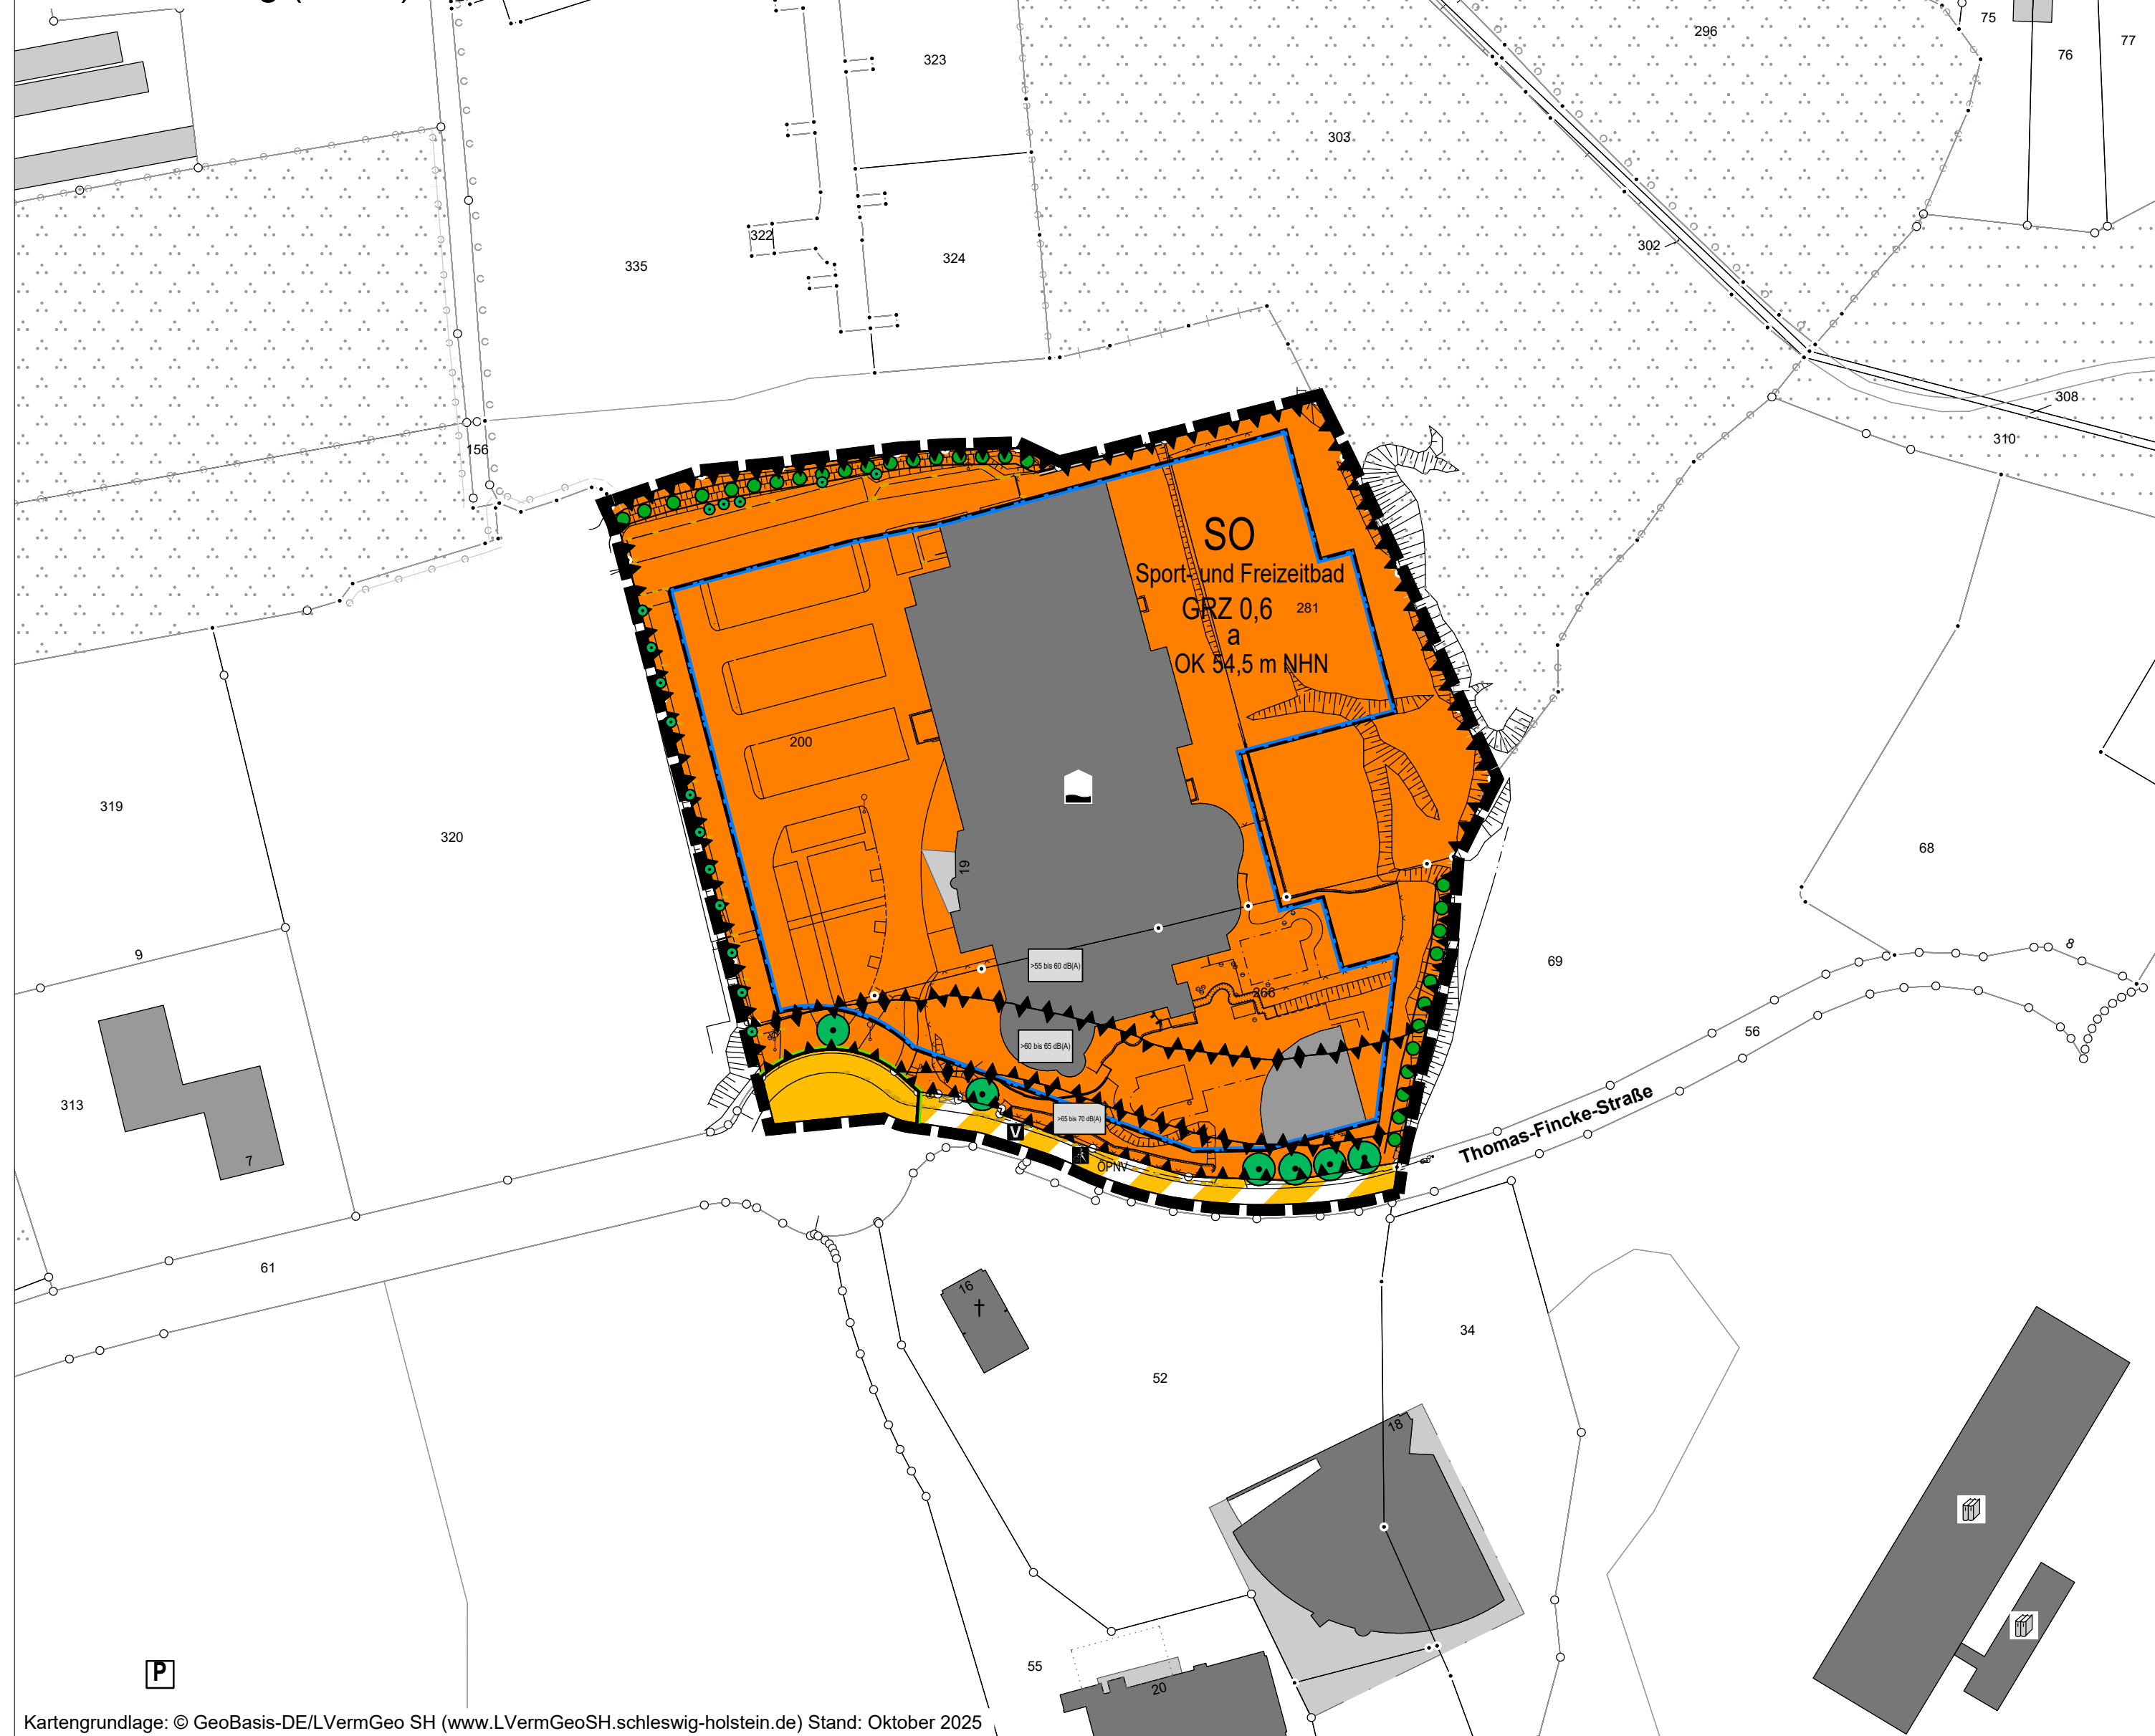 75
77
296
76
323
303
322
302
324
335
308
156
310
SO
Sport- und Freizeitbad
GRZ 0,6
281
a
OK 54,5 m NHN
200
319
320
68
19
9
8
>55 bis 60 dB(A)
69
266
56
>60 bis 65 dB(A)
313
>65 bis 70 dB(A)
Thomas-Fincke-Straße
V
7
ÖPNV
61
16
34
52
18
55
P
20
Kartengrundlage: © GeoBasis-DE/LVermGeo SH (www.LVermGeoSH.schleswig-holstein.de) Stand: Oktober 2025